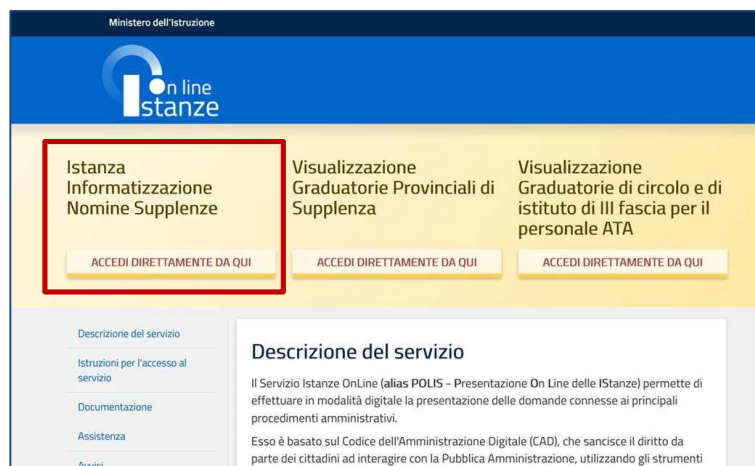 Ministero dell'Istruzione
On line
Istanze
Istanza
Informatizzazione
Nomine Supplenze
ACCEDI DIRETTAMENTE DA QUI
Visualizzazione
Graduatorie Provinciali di
Supplenza
ACCEDI DIRETTAMENTE DA QUI
Visualizzazione
Graduatorie di circolo e di
istituto di III fascia per il
personale ATA
ACCEDI DIRETTAMENTE DA QUI
Descrizione del servizio
Istruzioni per l'accesso al
servizio
Documentazione
Assistenza
Avvisi
Descrizione del servizio
Il Servizio Istanze OnLine (alias POLIS - Presentazione On Line delle IStanze) permette di
effettuare in modalità digitale la presentazione delle domande connesse ai principali
procedimenti amministrativi.
Esso è basato sul Codice dell'Amministrazione Digitale (CAD), che sancisce il diritto da
parte dei cittadini ad interagire con la Pubblica Amministrazione, utilizzando gli strumenti